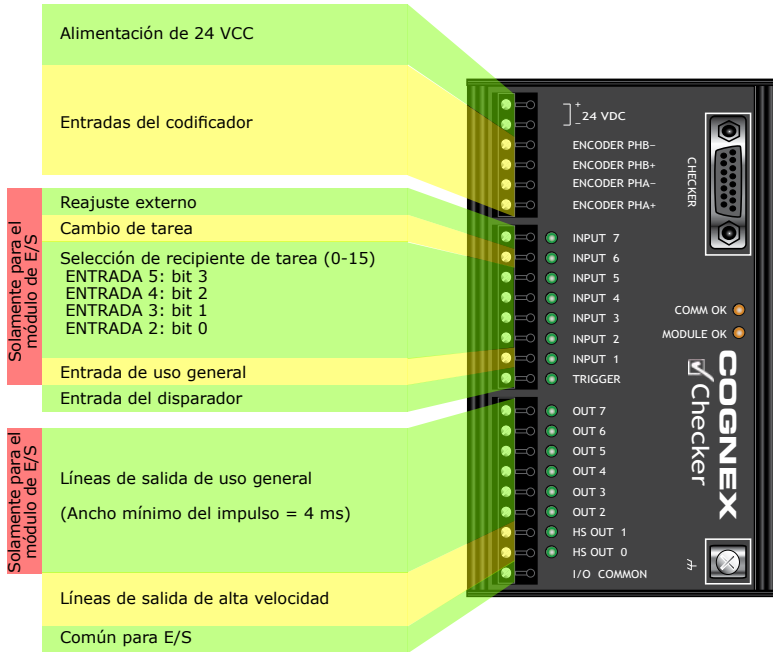 Alimentación de 24 VCC
Entradas del codificador
Solamente para el
módulo de E/S
Reajuste externo
Cambio de tarea
Selección de recipiente de tarea (0-15)
ENTRADA 5: bit 3
ENTRADA 4: bit 2
ENTRADA 3: bit 1
ENTRADA 2: bit 0
Entrada de uso general
Entrada del disparador
Solamente para el
módulo de E/S
Líneas de salida de uso general
(Ancho mínimo del impulso = 4 ms)
Líneas de salida de alta velocidad
Común para E/S
+
- 24 VDC
ENCODER PHB−
ENCODER PHB+
ENCODER PHA−
ENCODER PHA+
INPUT 7
INPUT 6
INPUT 5
INPUT 4
INPUT 3
INPUT 2
INPUT 1
TRIGGER
OUT 7
OUT 6
OUT 5
OUT 4
OUT 3
OUT 2
HS OUT 1
HS OUT 0
I/O COMMON
CHECKER
COMM OK
MODULE OK
COGNEX
Checker